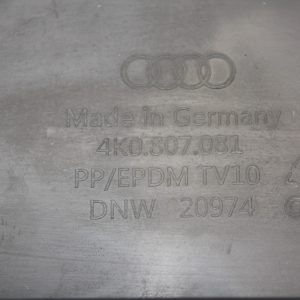 Made in Germany
4K0.807.081
PP/EPDM TV10
DNW 20974